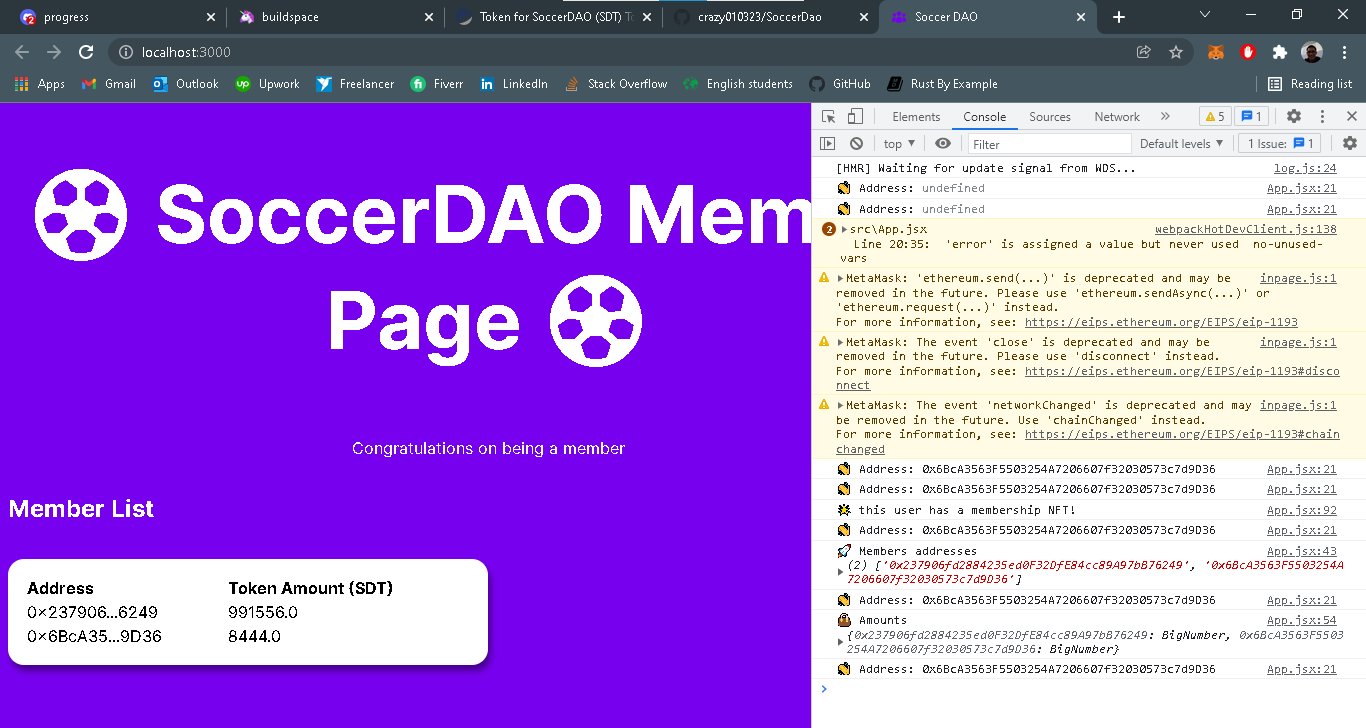 progress
buildspace
Token for SoccerDAO (SDT) To
crazy010323/SoccerDao
Soccer DAO
localhost:3000
Apps
Gmail
Outlook
Upwork
Freelancer
Fiverr
LinkedIn
Stack Overflow
English students
GitHub
Rust By Example
Reading list
SoccerDAO Mem
Page
Congratulations on being a member
Member List
Address Token Amount (SDT)
0x237906...6249 991556.0
0x6BcA35...9D36 8444.0
Elements Console Sources Network » 5 1
top Filter Default levels 1 Issue: 1
[HMR] Waiting for update signal from WDS... log.js:24
Address: undefined App.jsx:21
Address: undefined App.jsx:21
2 src\App.jsx webpackHotDevClient.js:138
Line 20:35: 'error' is assigned a value but never used no-unused-
vars
MetaMask: 'ethereum.send(...)' is deprecated and may be inpage.js:1
removed in the future. Please use 'ethereum.sendAsync(...)' or
'ethereum.request(...)' instead.
For more information, see: https://eips.ethereum.org/EIPS/eip-1193
MetaMask: The event 'close' is deprecated and may be inpage.js:1
removed in the future. Please use 'disconnect' instead.
For more information, see: https://eips.ethereum.org/EIPS/eip-1193#disco
nnect
MetaMask: The event 'networkChanged' is deprecated and may inpage.js:1
be removed in the future. Use 'chainChanged' instead.
For more information, see: https://eips.ethereum.org/EIPS/eip-1193#chain
changed
Address: 0x6BcA3563F5503254A7206607f32030573c7d9D36 App.jsx:21
Address: 0x6BcA3563F5503254A7206607f32030573c7d9D36 App.jsx:21
this user has a membership NFT! App.jsx:92
Address: 0x6BcA3563F5503254A7206607f32030573c7d9D36 App.jsx:21
Members addresses App.jsx:43
(2) ['0x237906fd2884235ed0F32DfE84cc89A97bB76249', '0x6BcA3563F5503254A
7206607f32030573c7d9D36']
Address: 0x6BcA3563F5503254A7206607f32030573c7d9D36 App.jsx:21
Amounts App.jsx:54
{0x237906fd2884235ed0F32DfE84cc89A97bB76249: BigNumber, 0x6BcA3563F5503
254A7206607f32030573c7d9D36: BigNumber}
Address: 0x6BcA3563F5503254A7206607f32030573c7d9D36 App.jsx:21